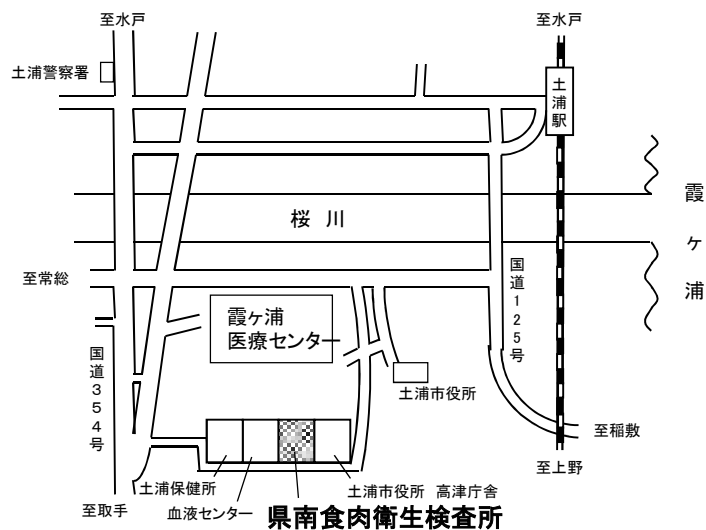 至水戸
至水戸
土浦警察署
土浦駅
霞ヶ浦
桜川
至常総
国道125号
霞ヶ浦
医療センター
国道354号
土浦市役所
至稲敷
至上野
土浦保健所
土浦市役所 高津庁舎
至取手
血液センター
県南食肉衛生検査所